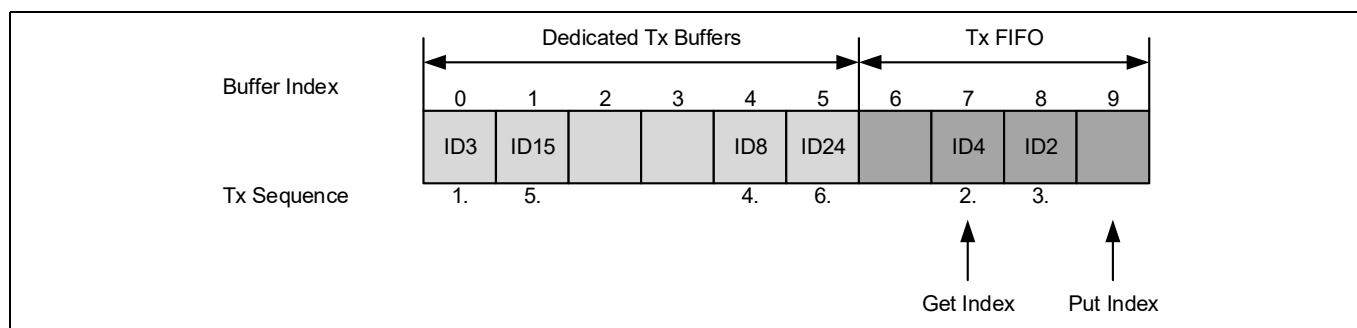 Dedicated Tx Buffers Tx FIFO
Buffer Index
0 1 2 3 4 5 6 7 8 9
ID3 ID15 ID8 ID24 ID4 ID2
Tx Sequence 1. 5. 4. 6. 2. 3.
Get Index Put Index